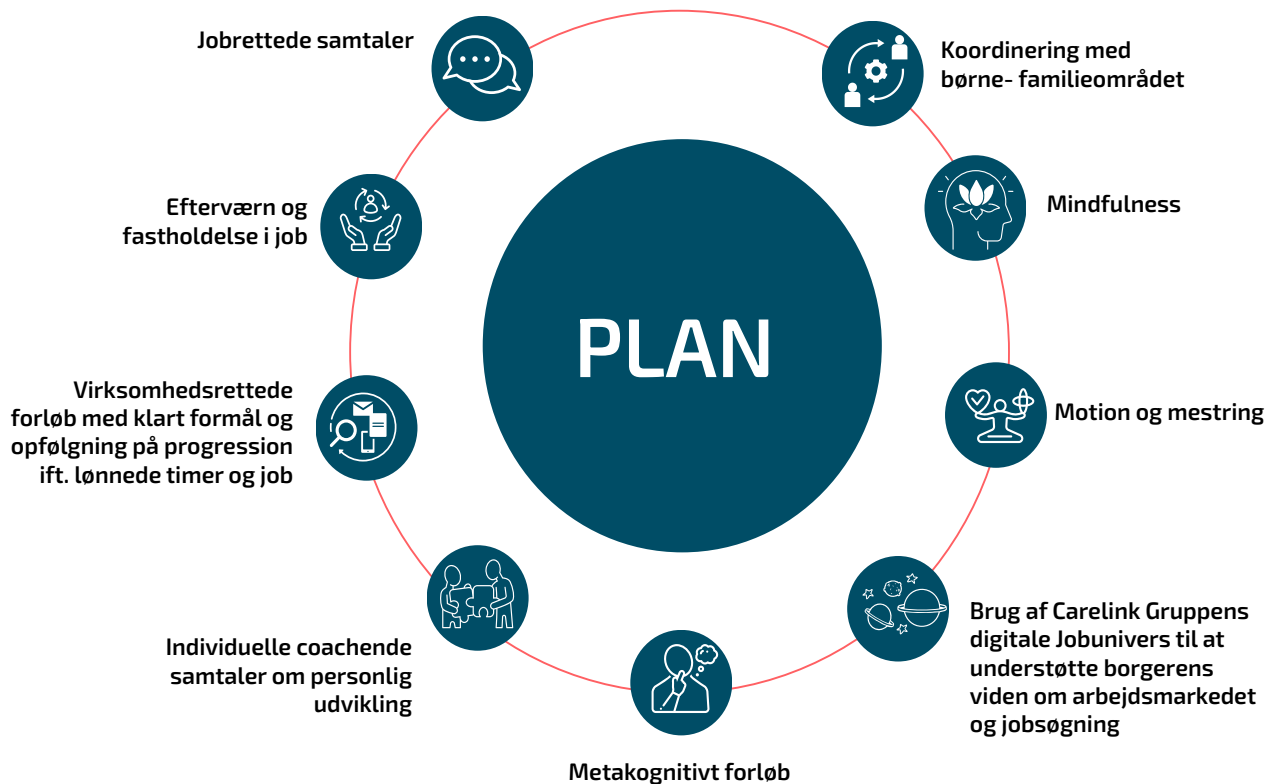 Jobrettede samtaler
Koordinering med
børne- familieområdet
Efterværn og
fastholdelse i job
Mindfulness
PLAN
Virksomhedsrettede
forløb med klart formål og
opfølgning på progression
ift. lønnede timer og job
Motion og mestring
Individuelle coachende
samtaler om personlig
udvikling
Brug af Carelink Gruppens
digitale Jobunivers til at
understøtte borgerens
viden om arbejdsmarkedet
og jobsøgning
Metakognitivt forløb